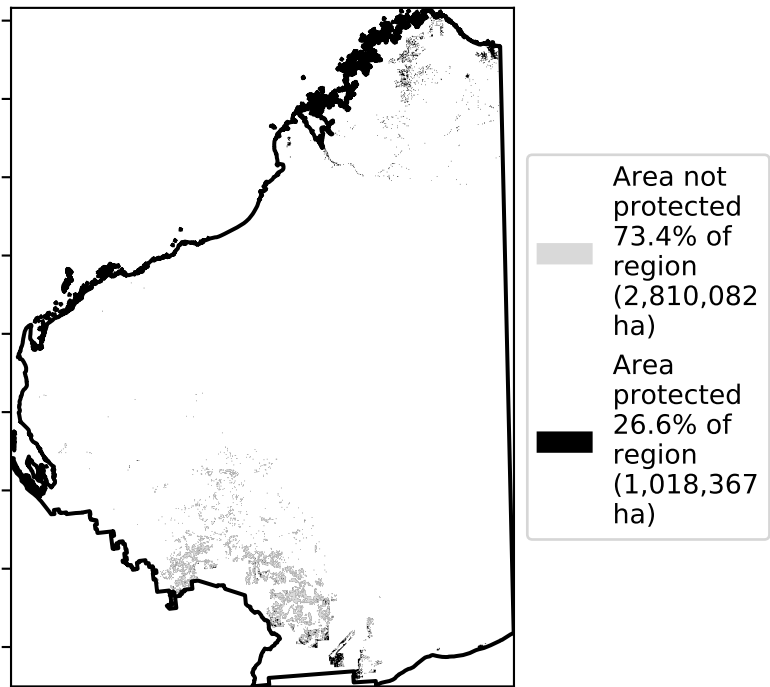 Area not
protected
73.4% of
region
(2,810,082
ha)
Area
protected
26.6% of
region
(1,018,367
ha)